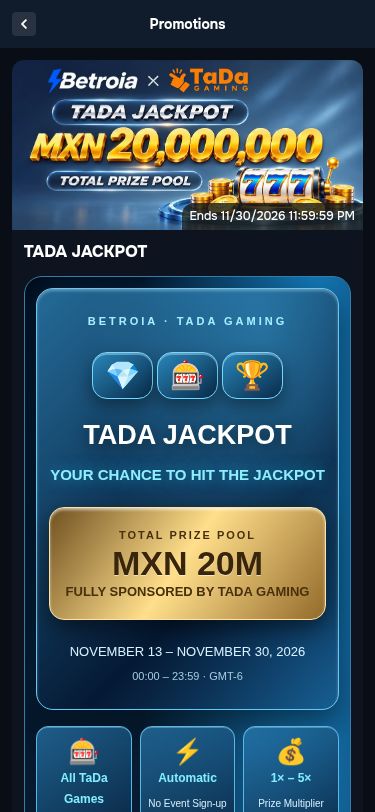 Promotions
Betroia × TaDa GAMING
TADA JACKPOT
MXN 20,000,000
TOTAL PRIZE POOL
777
Ends 11/30/2026 11:59:59 PM
TADA JACKPOT
BETROIA · TADA GAMING
TADA JACKPOT
YOUR CHANCE TO HIT THE JACKPOT
TOTAL PRIZE POOL
MXN 20M
FULLY SPONSORED BY TADA GAMING
NOVEMBER 13 – NOVEMBER 30, 2026
00:00 – 23:59 · GMT-6
All TaDa Games
Automatic
No Event Sign-up
1× – 5×
Prize Multiplier